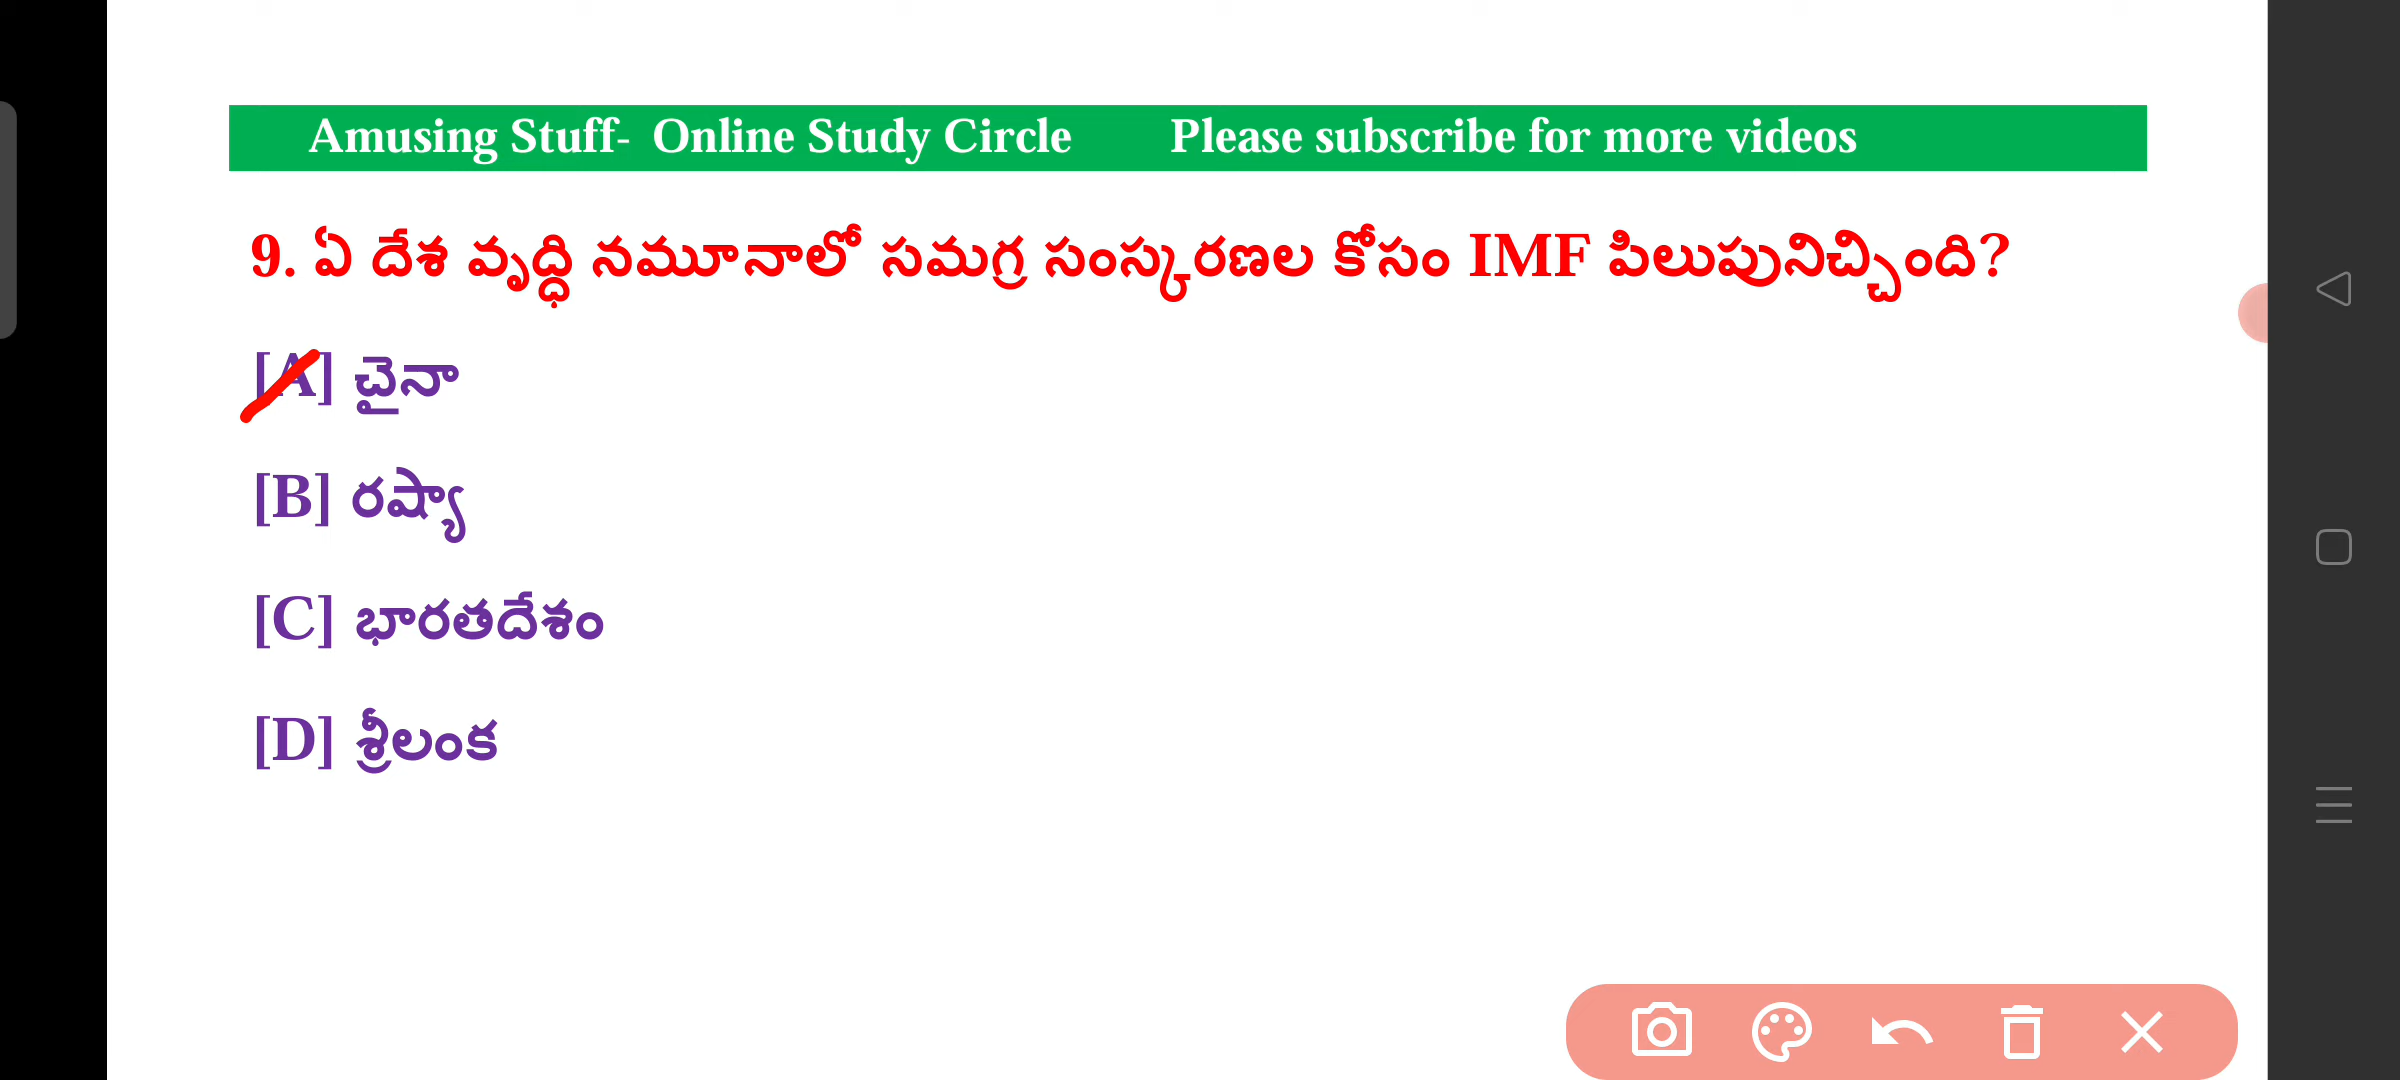 Amusing Stuff- Online Study Circle Please subscribe for more videos
9. ఏ దేశ వృద్ధి నమూనాలో సమగ్ర సంస్కరణల కోసం IMF పిలుపునిచ్చింది?
[A] చైనా
[B] రష్యా
[C] భారతదేశం
[D] శ్రీలంక